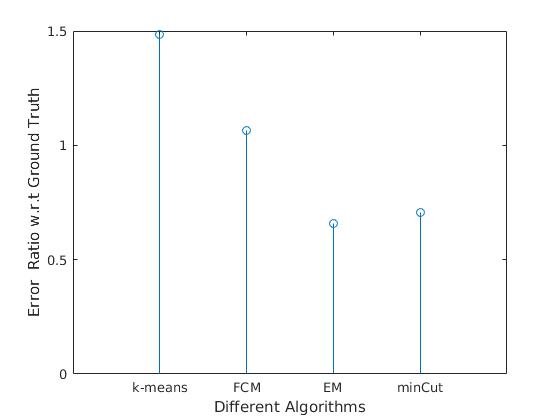 1.5
1
0.5
0
Error Ratio w.r.t Ground Truth
k-means FCM EM minCut
Different Algorithms